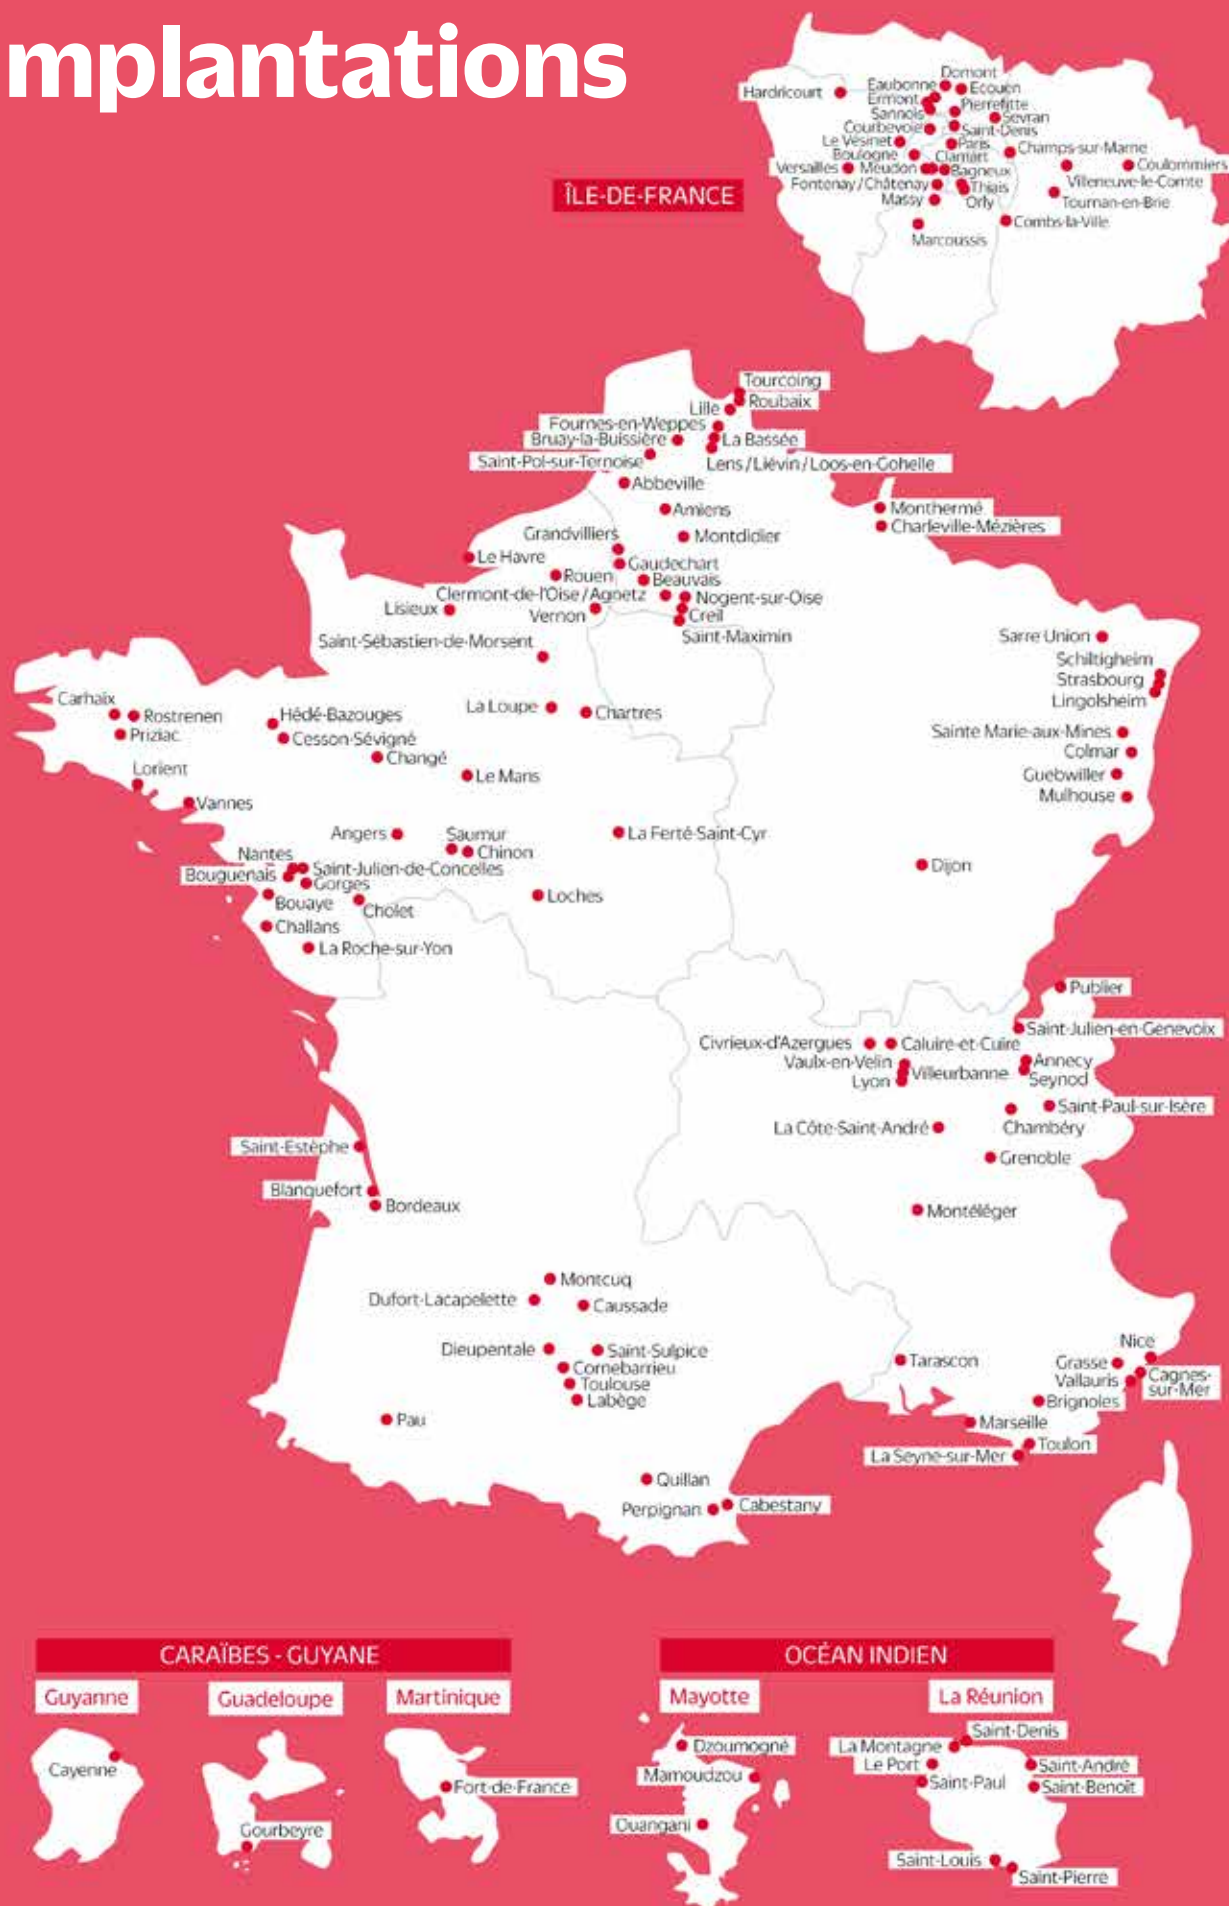 mplantations
Domont
Eaubonne
Ecouen
Hardricourt
Ermont
Pierrefitte
Sannois
Sevran
Courbevoie
Saint-Denis
Le Vésinet
Paris
Champs-sur-Marne
Boulogne
Clamart
Versailles
Meudon
Bagneux
Coulommiers
Fontenay/Châtenay
Thiais
Villeneuve-le-Comte
Massy
Orly
Tournan-en-Brie
Combs-la-Ville
Marcoussis
ÎLE-DE-FRANCE
Tourcoing
Roubaix
Lille
Fournes-en-Weppes
Bruay-la-Buissière
La Bassée
Saint-Pol-sur-Ternoise
Lens/Liévin/Loos-en-Gohelle
Abbeville
Amiens
Monthermé
Charleville-Mézières
Grandvilliers
Montdidier
Le Havre
Gaudechart
Rouen
Beauvais
Clermont-de-l'Oise/Agnetz
Nogent-sur-Oise
Lisieux
Vernon
Creil
Saint-Maximin
Saint-Sébastien-de-Morsent
Sarre Union
Schiltigheim
Strasbourg
Lingolsheim
Carhaix
Rostrenen
Priziac
Hédé-Bazouges
Cesson-Sévigné
La Loupe
Chartres
Sainte Marie-aux-Mines
Colmar
Changé
Lorient
Le Mans
Guebwiller
Mulhouse
Vannes
Angers
Saumur
Chinon
La Ferté-Saint-Cyr
Nantes
Saint-Julien-de-Concelles
Bouguenais
Gorges
Dijon
Bouaye
Cholet
Loches
Challans
La Roche-sur-Yon
Publier
Saint-Julien-en-Genevoix
Civrieux-d'Azergues
Caluire-et-Cuire
Vaulx-en-Velin
Annecy
Lyon
Villeurbanne
Seynod
Saint-Paul-sur-Isère
La Côte-Saint-André
Chambéry
Saint-Estèphe
Grenoble
Blanquefort
Bordeaux
Montéléger
Montcuq
Dufort-Lacapelette
Caussade
Dieupentale
Saint-Sulpice
Cornebarrieu
Toulouse
Labège
Nice
Tarascon
Grasse
Vallauris
Cagnes-
sur-Mer
Brignoles
Pau
Marseille
Toulon
La Seyne-sur-Mer
Quillan
Perpignan
Cabestany
CARAÏBES - GUYANE
OCÉAN INDIEN
Guyanne
Guadeloupe
Martinique
Mayotte
La Réunion
Cayenne
Gourbeyre
Fort-de-France
Dzoumogné
Mamoudzou
Ouangani
Saint-Denis
La Montagne
Le Port
Saint-André
Saint-Paul
Saint-Benoît
Saint-Louis
Saint-Pierre